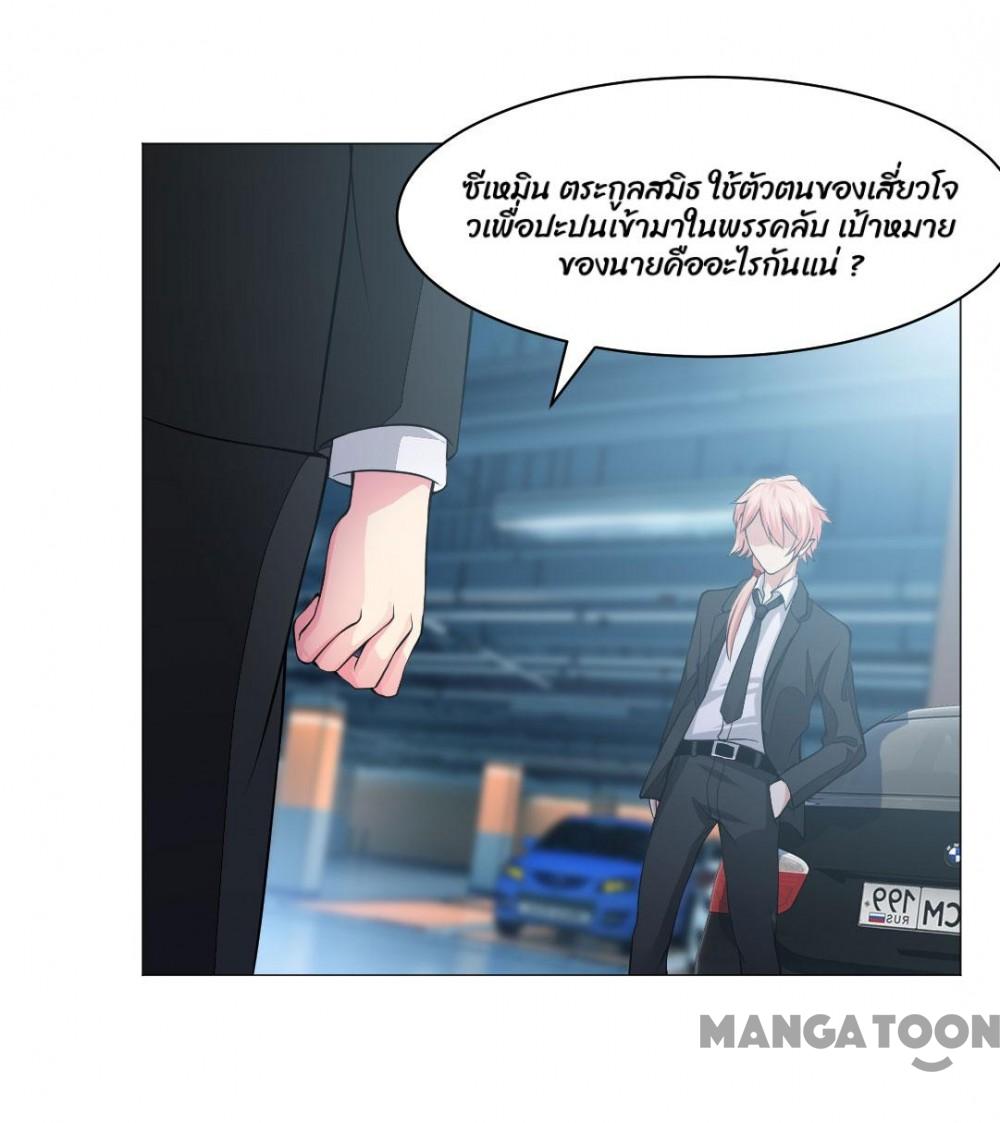 ซีเหมิน ตระกูลสมิธ ใช้ตัวตนของเสี่ยวโจ
วเพื่อปะปนเข้ามาในพรรคลับ เป้าหมาย
ของนายคืออะไรกันแน่ ?
199
RUS
CM
MANGATOON